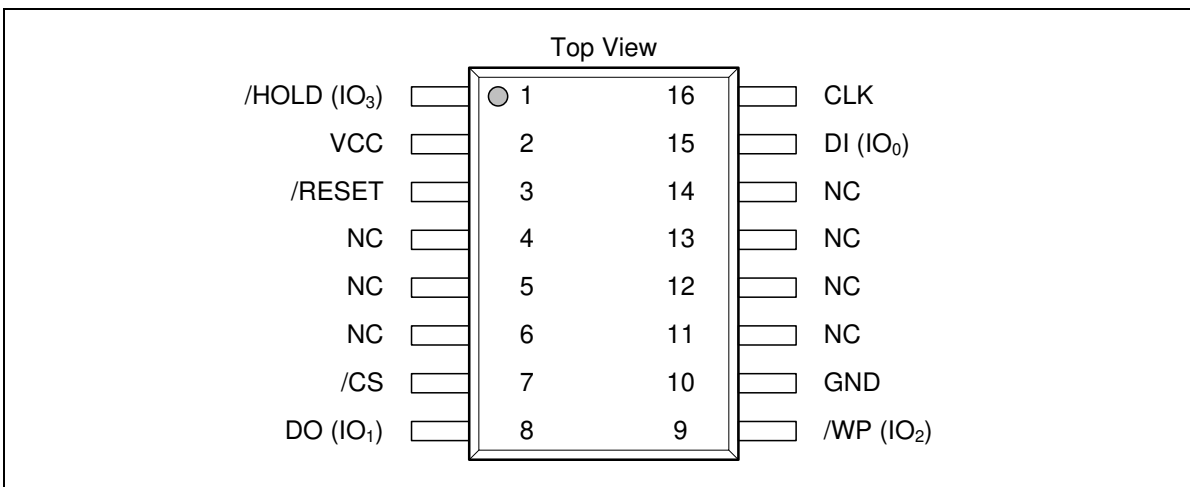 Top View
/HOLD (IO₃) 1 16 CLK
VCC 2 15 DI (IO₀)
/RESET 3 14 NC
NC 4 13 NC
NC 5 12 NC
NC 6 11 NC
/CS 7 10 GND
DO (IO₁) 8 9 /WP (IO₂)